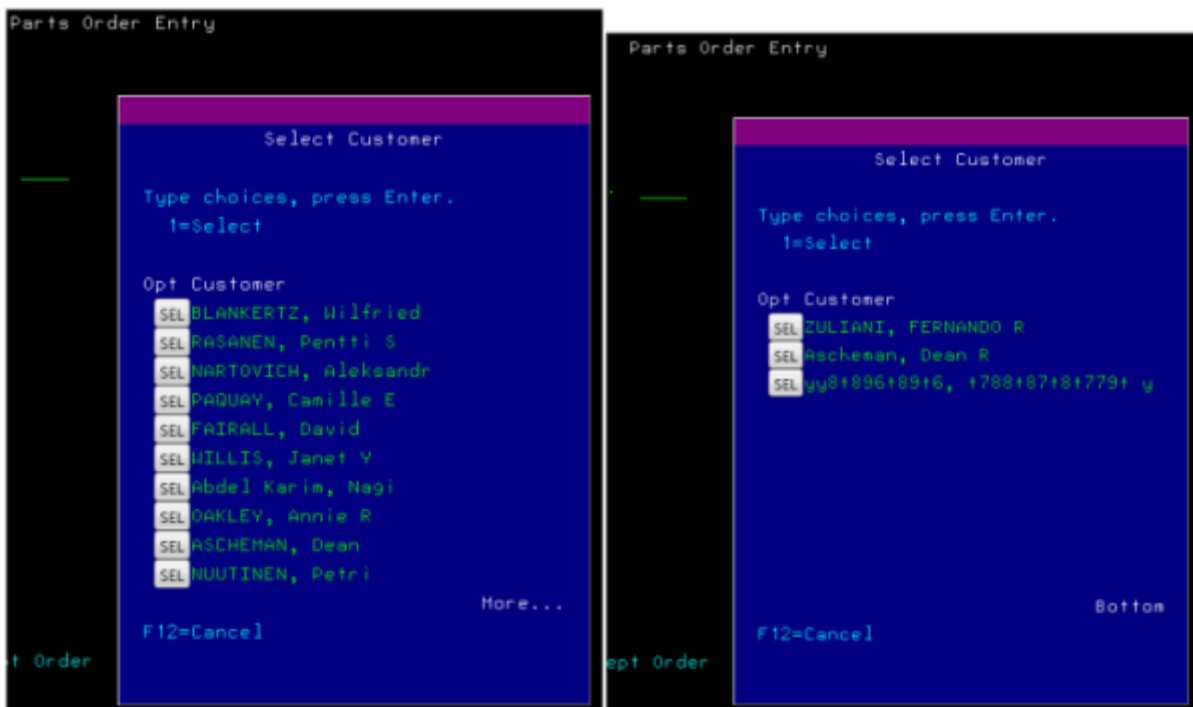 Parts Order Entry
Select Customer
Type choices, press Enter.
1=Select
Opt Customer
SEL BLANKERTZ, Wilfried
SEL RASANEN, Pentti S
SEL NARTOVICH, Aleksandr
SEL PAQUAY, Camille E
SEL FAIRALL, David
SEL WILLIS, Janet Y
SEL Abdel Karim, Nagi
SEL OAKLEY, Annie R
SEL ASCHEMAN, Dean
SEL NUUTINEN, Petri
More...
F12=Cancel
t Order
Parts Order Entry
Select Customer
Type choices, press Enter.
1=Select
Opt Customer
SEL ZULIANI, FERNANDO R
SEL Ascheman, Dean R
SEL yy8t896t89t6, t788t87t8t779t y
Bottom
F12=Cancel
ept Order